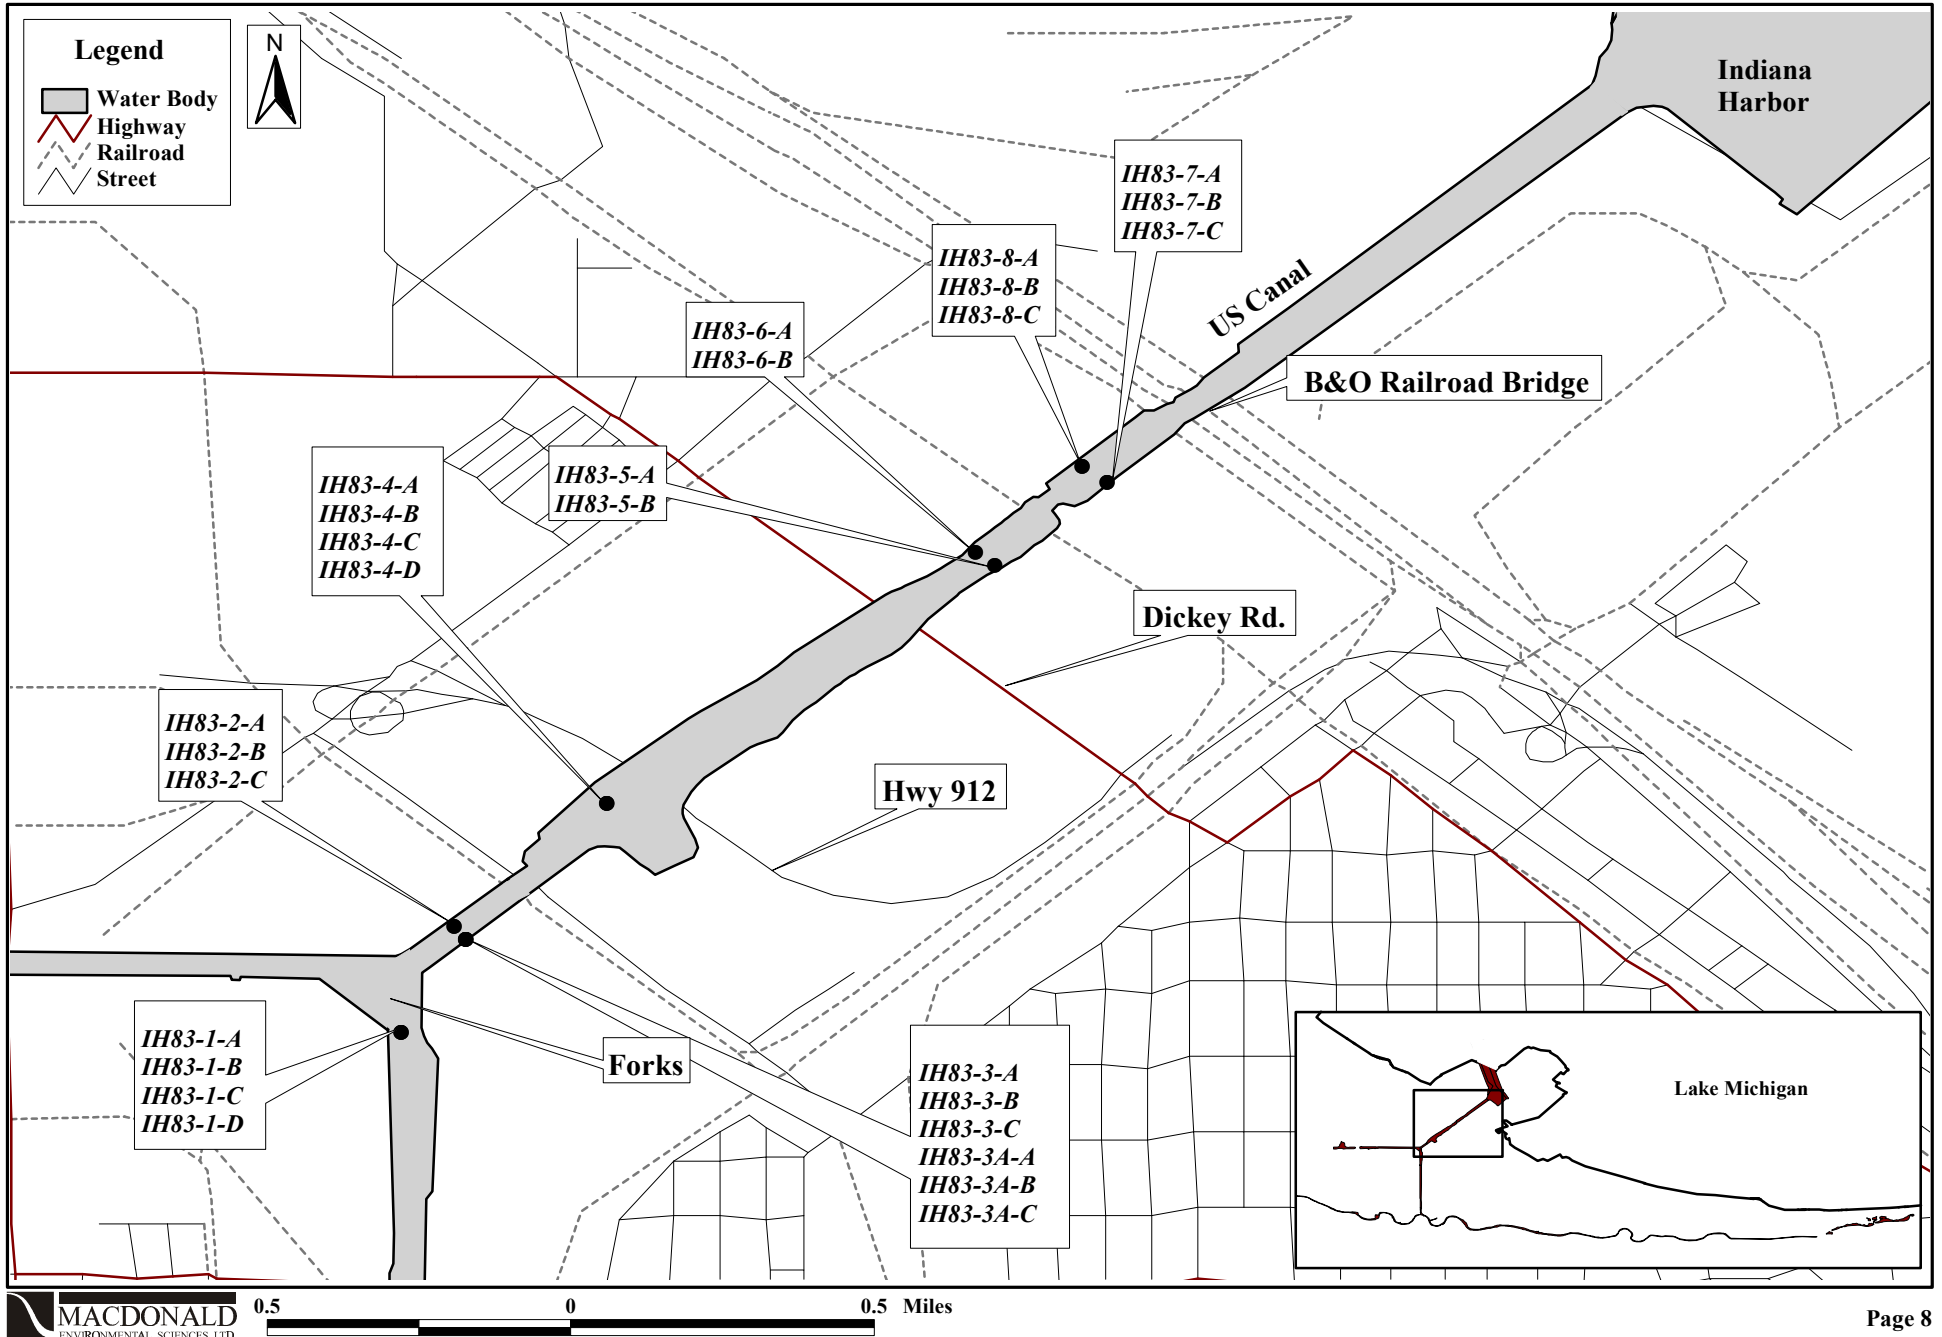 Legend
Water Body
Highway
Railroad
Street
N
Indiana
Harbor
IH83-7-A
IH83-7-B
IH83-7-C
IH83-8-A
IH83-8-B
IH83-8-C
US Canal
IH83-6-A
IH83-6-B
B&O Railroad Bridge
IH83-5-A
IH83-5-B
IH83-4-A
IH83-4-B
IH83-4-C
IH83-4-D
Dickey Rd.
IH83-2-A
IH83-2-B
IH83-2-C
Hwy 912
IH83-1-A
IH83-1-B
IH83-1-C
IH83-1-D
Forks
IH83-3-A
IH83-3-B
IH83-3-C
IH83-3A-A
IH83-3A-B
IH83-3A-C
Lake Michigan
MACDONALD
ENVIRONMENTAL SCIENCES LTD.
0.5 0 0.5 Miles
Page 8